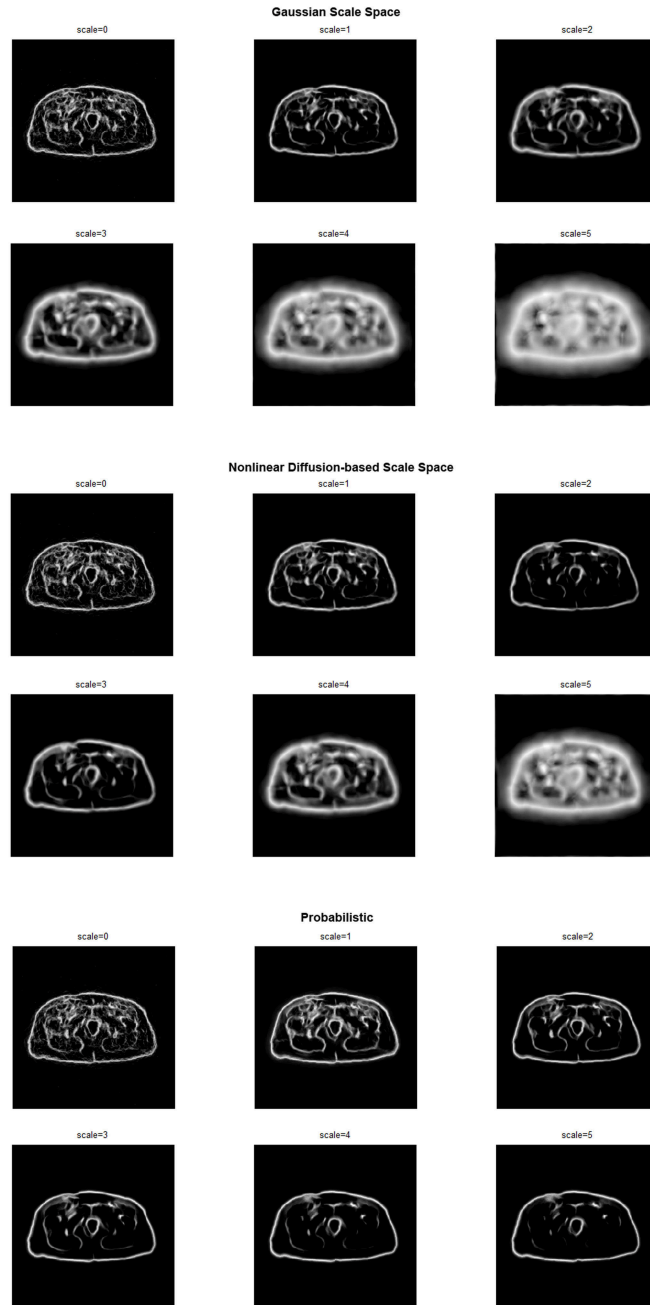 Gaussian Scale Space
scale=0 scale=1 scale=2
scale=3 scale=4 scale=5
Nonlinear Diffusion-based Scale Space
scale=0 scale=1 scale=2
scale=3 scale=4 scale=5
Probabilistic
scale=0 scale=1 scale=2
scale=3 scale=4 scale=5